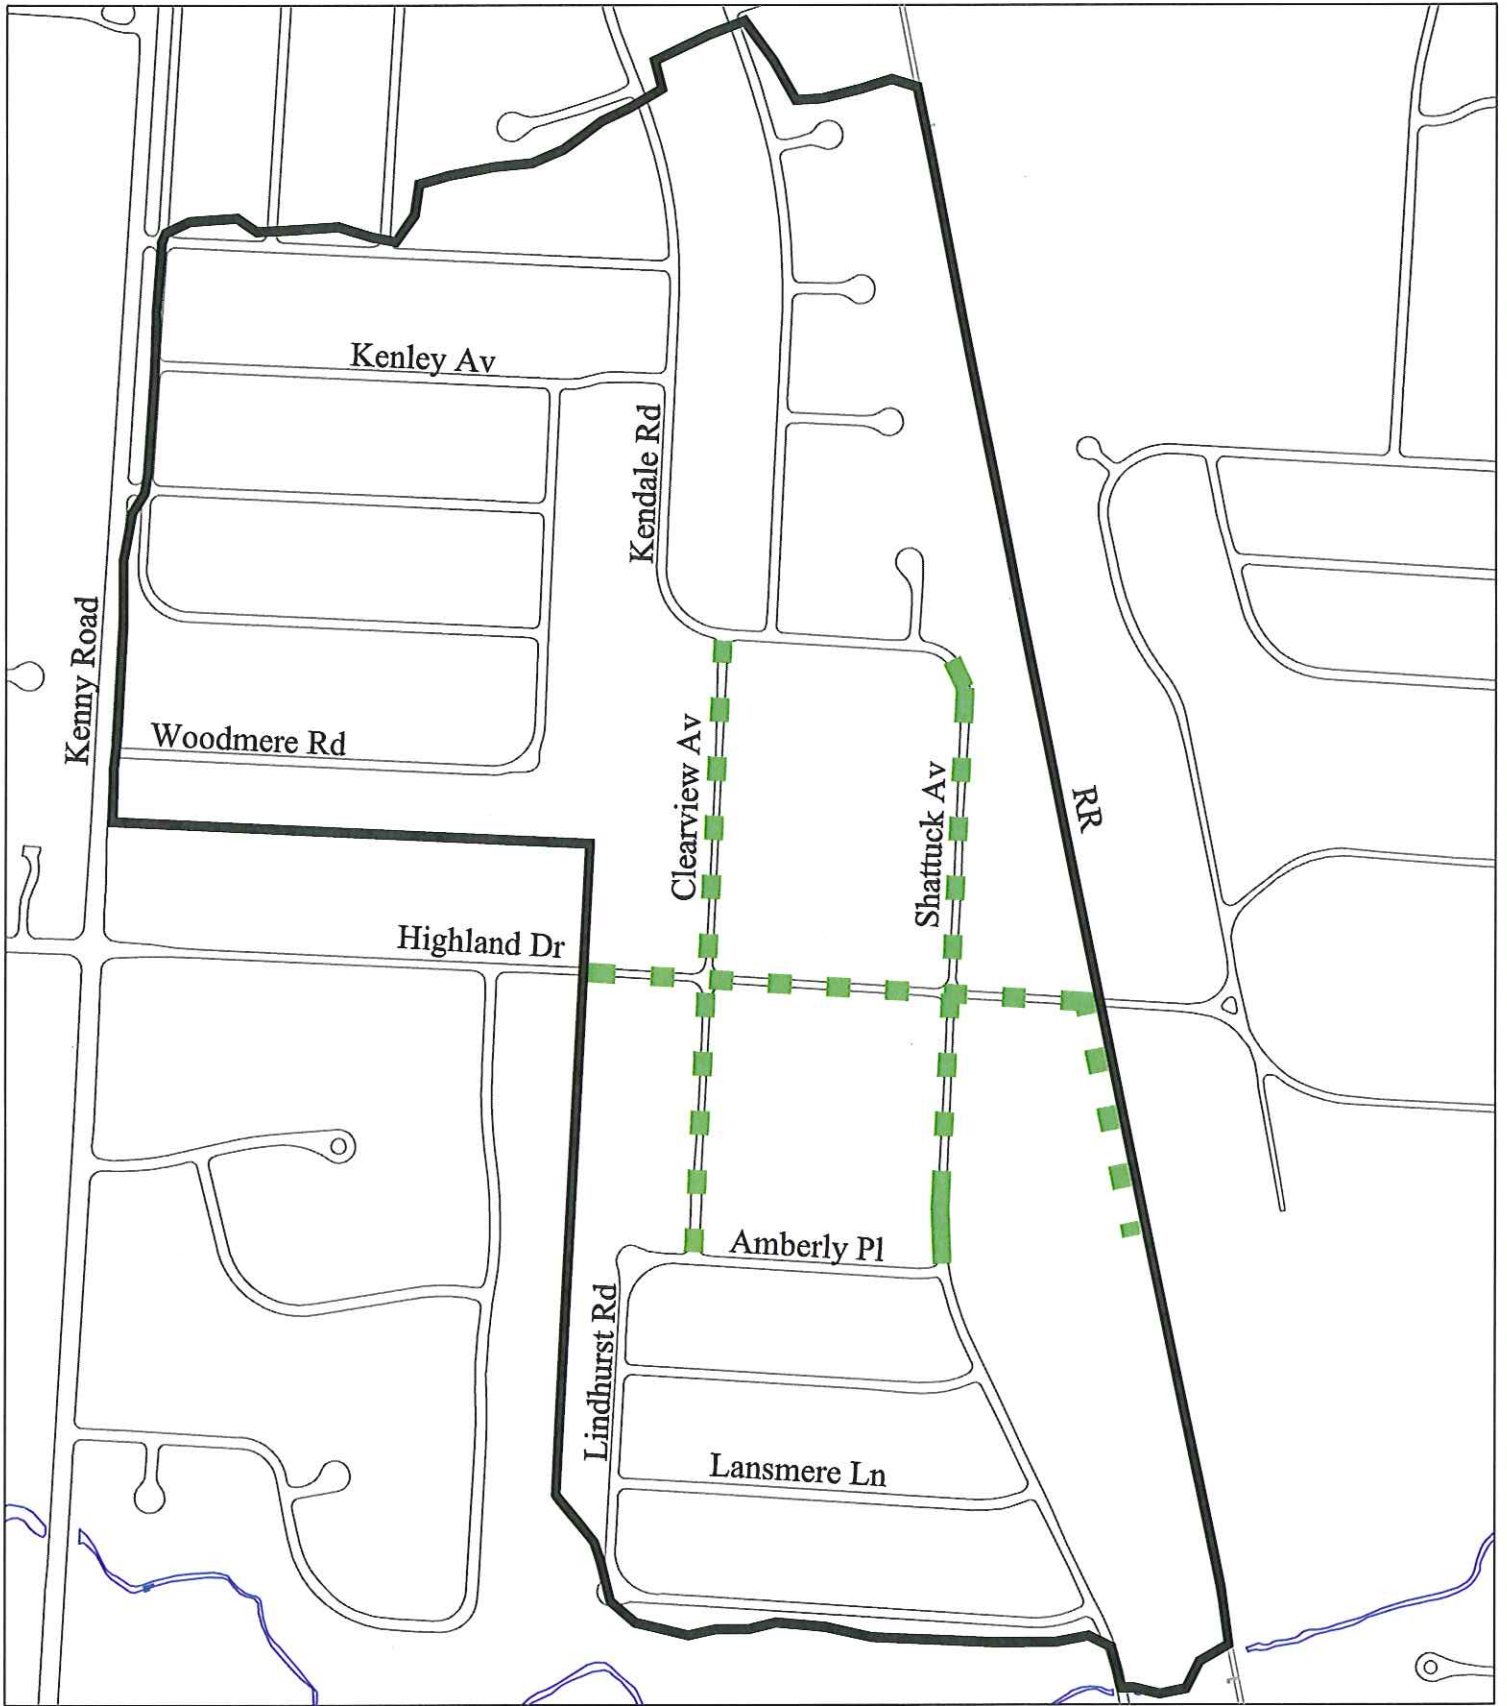 Kenley Av
Kendale Rd
Kenny Road
Woodmere Rd
Clearview Av
Shattuck Av
RR
Highland Dr
Amberly Pl
Lindhurst Rd
Lansmere Ln